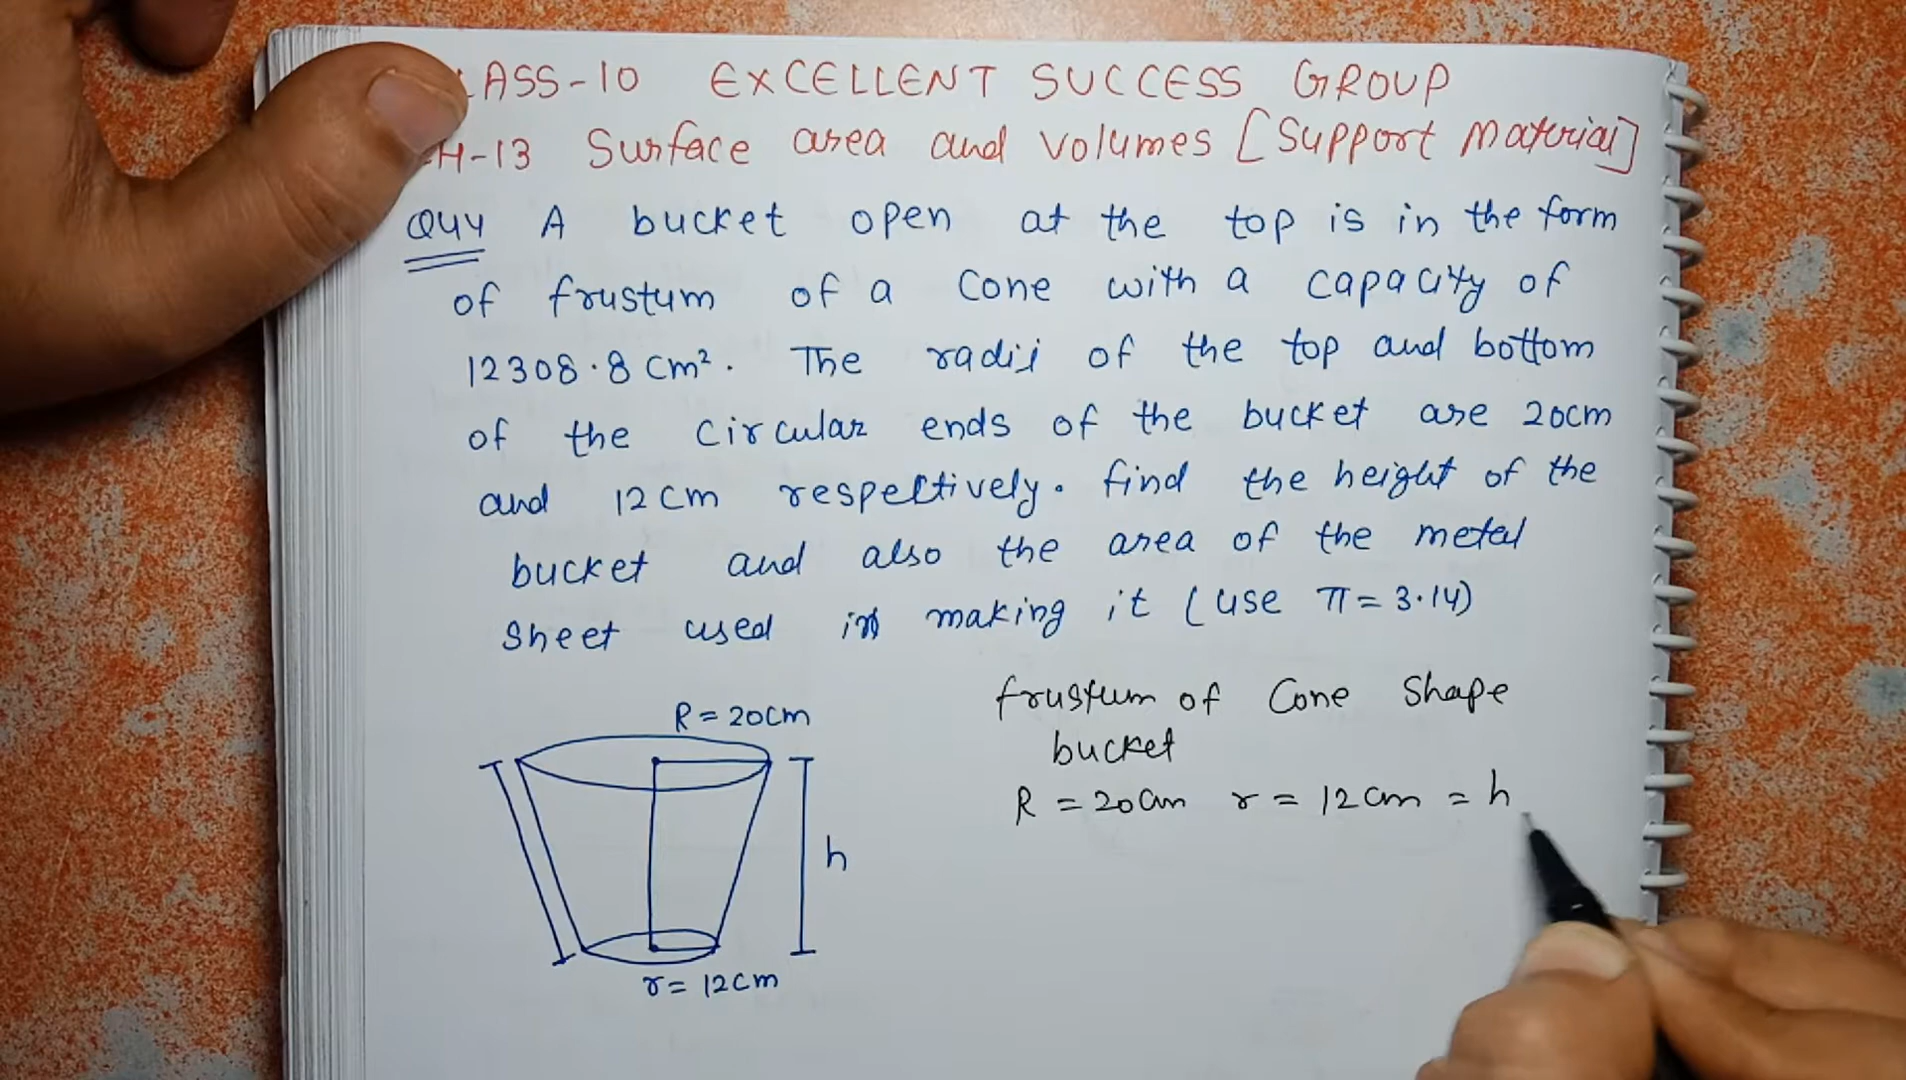 LASS-10 EXCELLENT SUCCESS GROUP
H-13 Surface area and volumes [Support Material]
Q44 A bucket open at the top is in the form
of frustum of a Cone with a capacity of
12308.8 cm². The radii of the top and bottom
of the circular ends of the bucket are 20cm
and 12cm respectively. find the height of the
bucket and also the area of the metal
Sheet used in making it (use π = 3.14)
frustum of Cone Shape
bucket
R = 20cm r = 12cm = h
R = 20cm
h
r = 12cm